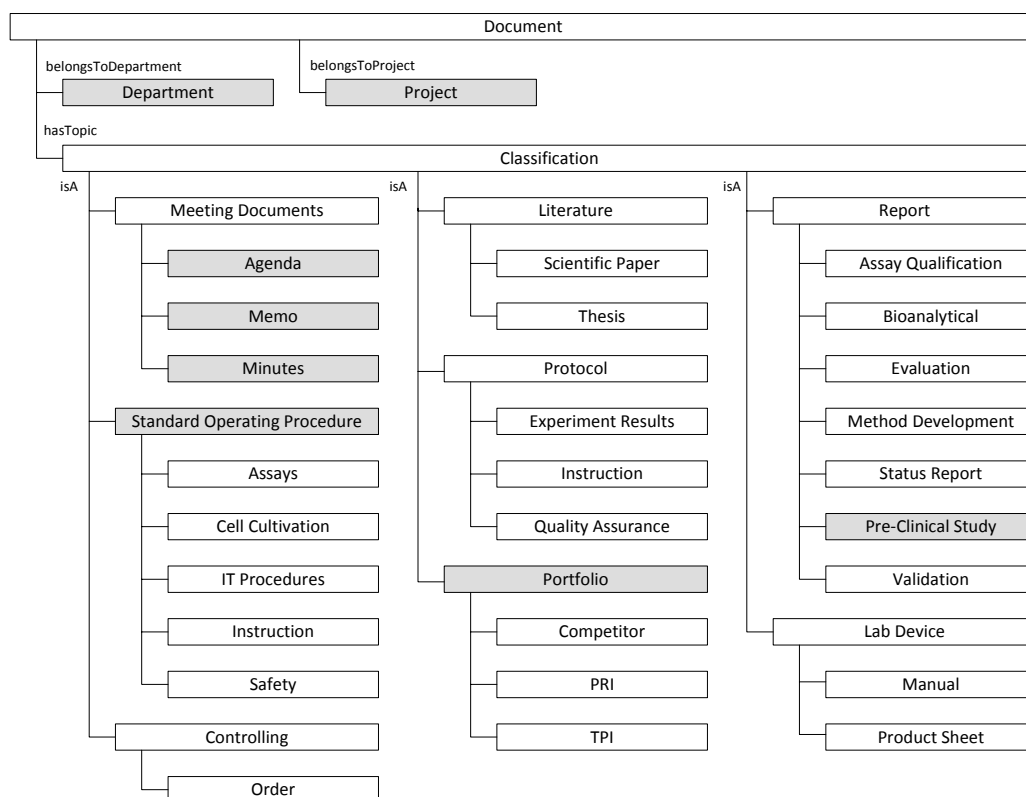 Document
belongsToDepartment
belongsToProject
Department
Project
hasTopic
Classification
isA
isA
isA
Meeting Documents
Agenda
Memo
Minutes
Standard Operating Procedure
Assays
Cell Cultivation
IT Procedures
Instruction
Safety
Controlling
Order
Literature
Scientific Paper
Thesis
Protocol
Experiment Results
Instruction
Quality Assurance
Portfolio
Competitor
PRI
TPI
Report
Assay Qualification
Bioanalytical
Evaluation
Method Development
Status Report
Pre-Clinical Study
Validation
Lab Device
Manual
Product Sheet